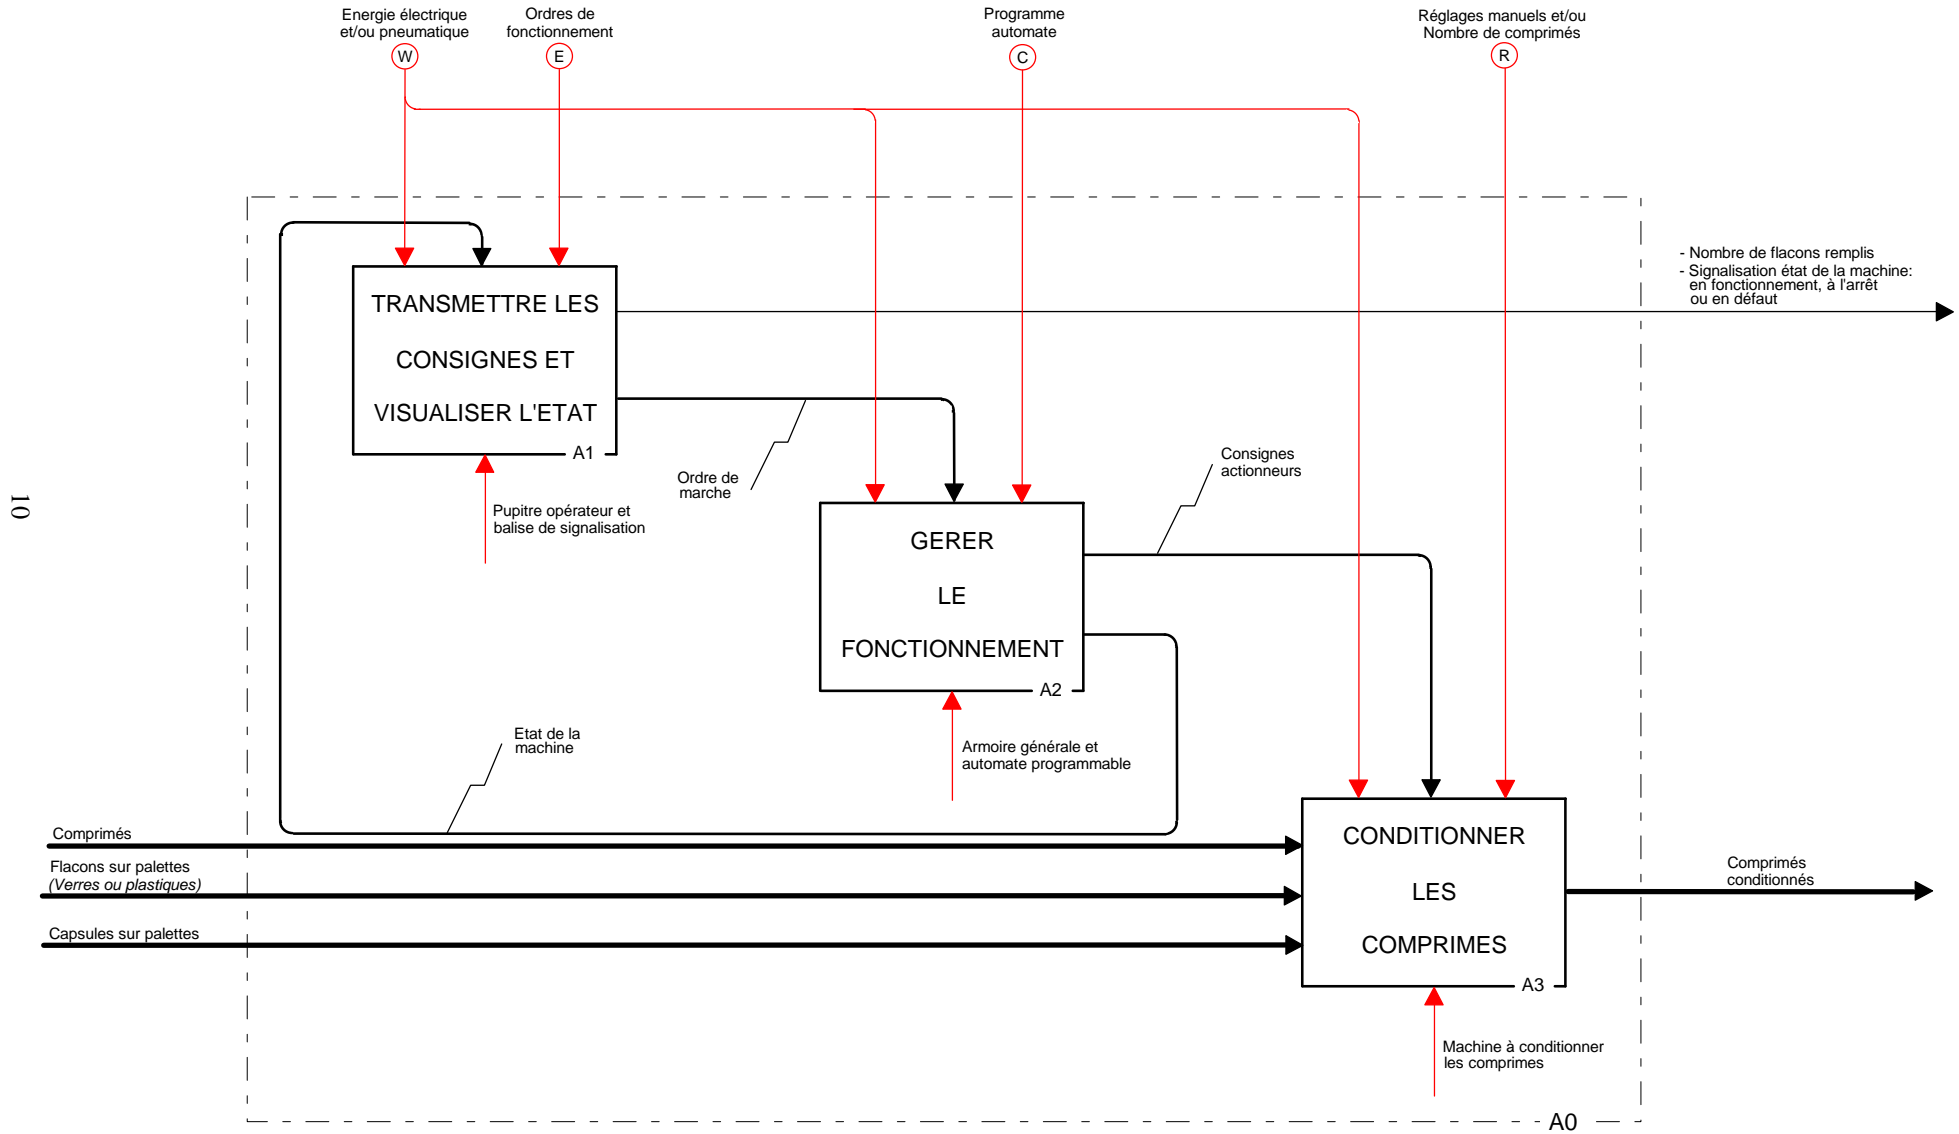 Energie électrique
et/ou pneumatique
W
Ordres de
fonctionnement
E
Programme
automate
C
Réglages manuels et/ou
Nombre de comprimés
R
- Nombre de flacons remplis
- Signalisation état de la machine:
en fonctionnement, à l'arrêt
ou en défaut
TRANSMETTRE LES
CONSIGNES ET
VISUALISER L'ETAT
A1
Ordre de
marche
Consignes
actionneurs
Pupitre opérateur et
balise de signalisation
10
GERER
LE
FONCTIONNEMENT
A2
Etat de la
machine
Armoire générale et
automate programmable
Comprimés
Flacons sur palettes
(Verres ou plastiques)
Capsules sur palettes
CONDITIONNER
LES
COMPRIMES
A3
Comprimés
conditionnés
Machine à conditionner
les comprimes
A0